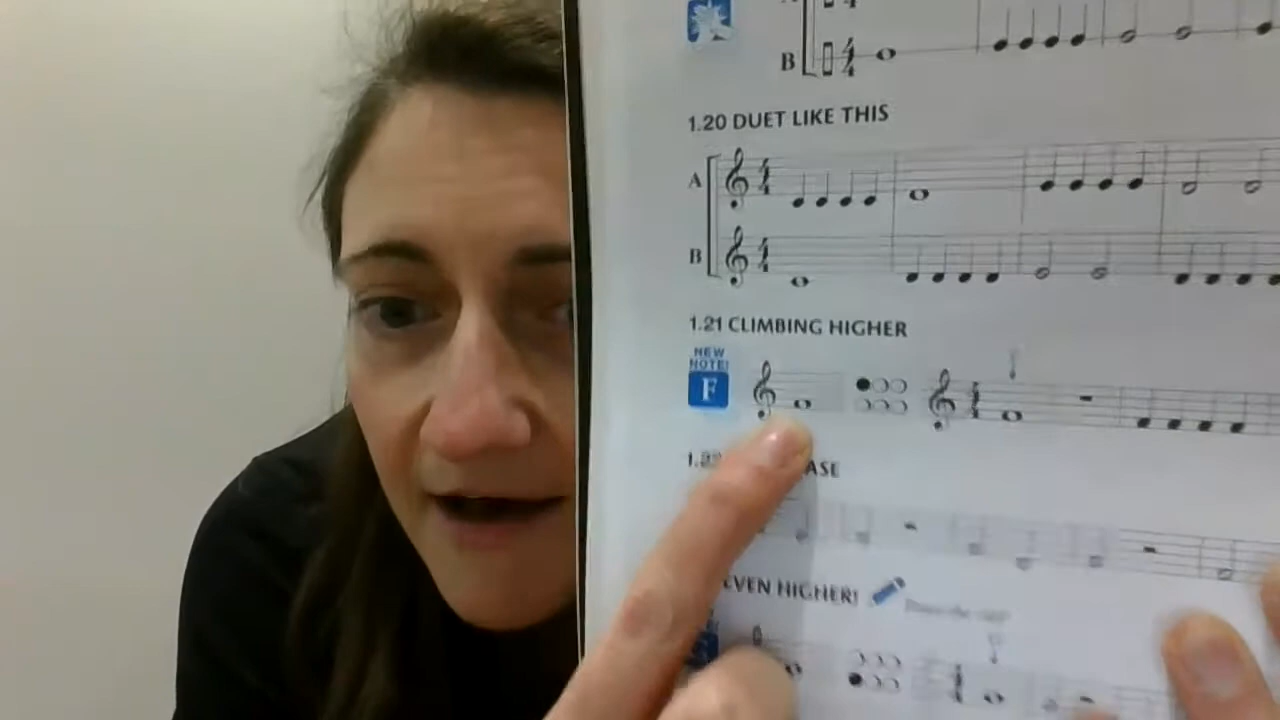 B
1.20 DUET LIKE THIS
A
B
1.21 CLIMBING HIGHER
NEW
NOTE!
F
ASE
EVEN HIGHER!